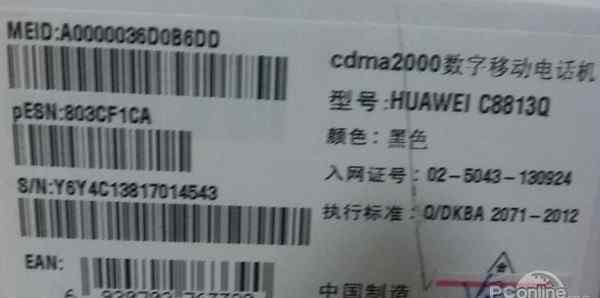 MEID:A0000036D0B6DD
pESN:803CF1CA
S/N:Y6Y4C13817014543
EAN:
cdma2000数字移动电话机
型号:HUAWEI C8813Q
颜色：黑色
入网证号：02-5043-130924
执行标准：Q/DKBA 2071-2012
中国制造
PConline